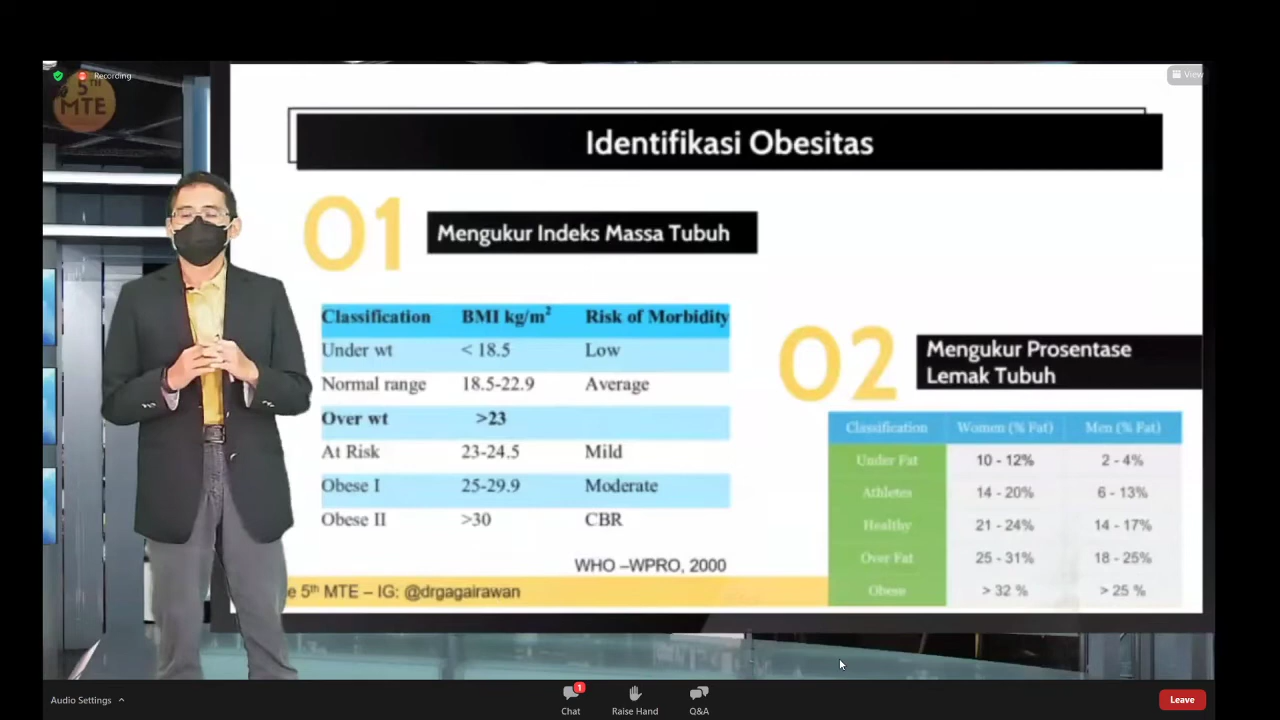 Recording
View
5TH
MTE
Identifikasi Obesitas
01
Mengukur Indeks Massa Tubuh
Classification BMI kg/m² Risk of Morbidity
Under wt < 18.5 Low
Normal range 18.5-22.9 Average
Over wt >23
At Risk 23-24.5 Mild
Obese I 25-29.9 Moderate
Obese II >30 CBR
WHO –WPRO, 2000
02
Mengukur Prosentase
Lemak Tubuh
Classification Women (% Fat) Men (% Fat)
Under Fat 10 - 12% 2 - 4%
Athletes 14 - 20% 6 - 13%
Healthy 21 - 24% 14 - 17%
Over Fat 25 - 31% 18 - 25%
Obese > 32 % > 25 %
e 5th MTE – IG: @drgagairawan
Audio Settings
1
Chat
Raise Hand
Q&A
Leave